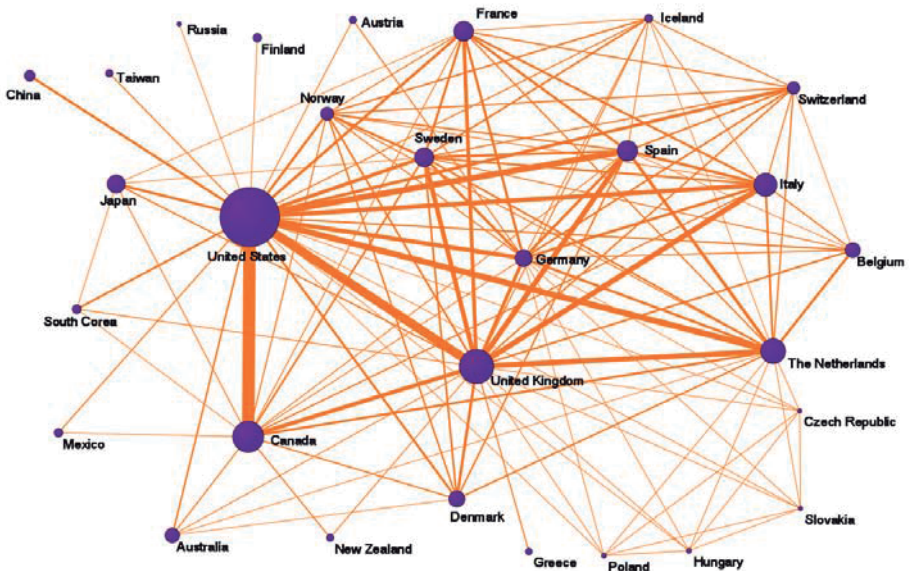 France
Iceland
Austria
Russia
Finland
Taiwan
China
Switzerland
Norway
Sweden
Spain
Italy
Japan
United States
Germany
Belgium
South Corea
The Netherlands
United Kingdom
Czech Republic
Mexico
Canada
Denmark
Slovakia
Australia
New Zealand
Greece
Poland
Hungary